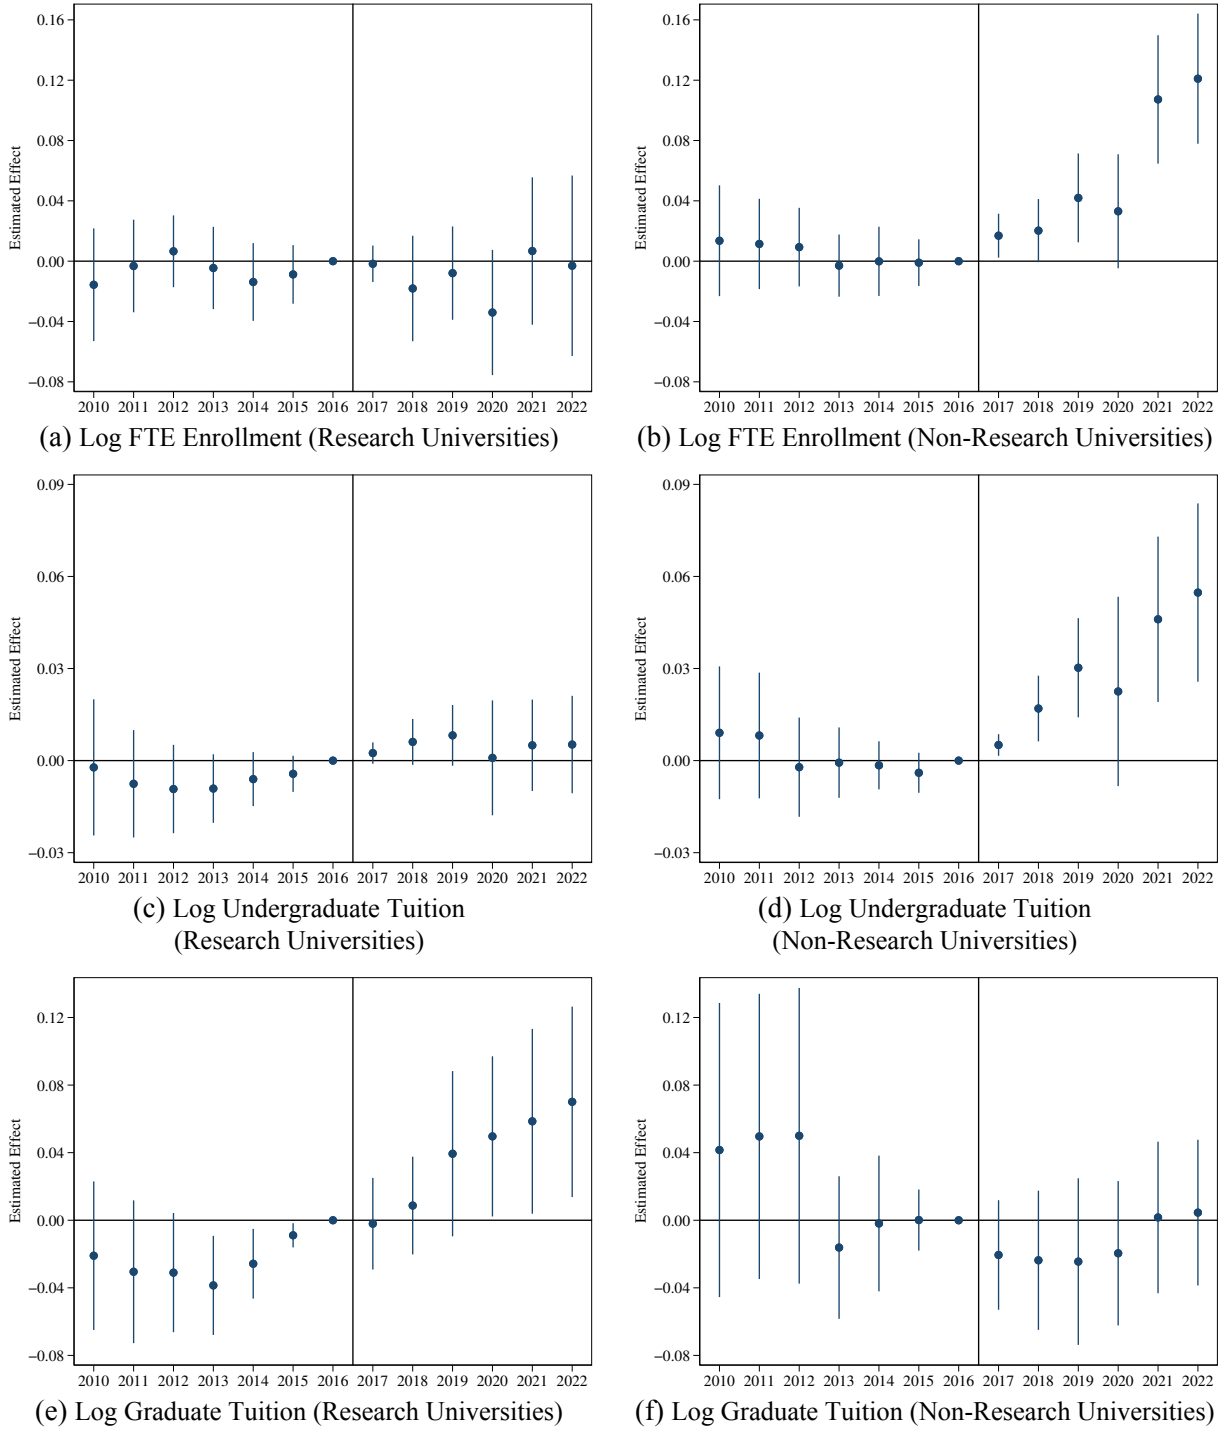 Estimated Effect
0.16
0.12
0.08
0.04
0.00
−0.04
−0.08
2010 2011 2012 2013 2014 2015 2016 2017 2018 2019 2020 2021 2022
(a) Log FTE Enrollment (Research Universities)
Estimated Effect
0.16
0.12
0.08
0.04
0.00
−0.04
−0.08
2010 2011 2012 2013 2014 2015 2016 2017 2018 2019 2020 2021 2022
(b) Log FTE Enrollment (Non-Research Universities)
Estimated Effect
0.09
0.06
0.03
0.00
−0.03
2010 2011 2012 2013 2014 2015 2016 2017 2018 2019 2020 2021 2022
(c) Log Undergraduate Tuition
(Research Universities)
Estimated Effect
0.09
0.06
0.03
0.00
−0.03
2010 2011 2012 2013 2014 2015 2016 2017 2018 2019 2020 2021 2022
(d) Log Undergraduate Tuition
(Non-Research Universities)
Estimated Effect
0.12
0.08
0.04
0.00
−0.04
−0.08
2010 2011 2012 2013 2014 2015 2016 2017 2018 2019 2020 2021 2022
(e) Log Graduate Tuition (Research Universities)
Estimated Effect
0.12
0.08
0.04
0.00
−0.04
−0.08
2010 2011 2012 2013 2014 2015 2016 2017 2018 2019 2020 2021 2022
(f) Log Graduate Tuition (Non-Research Universities)